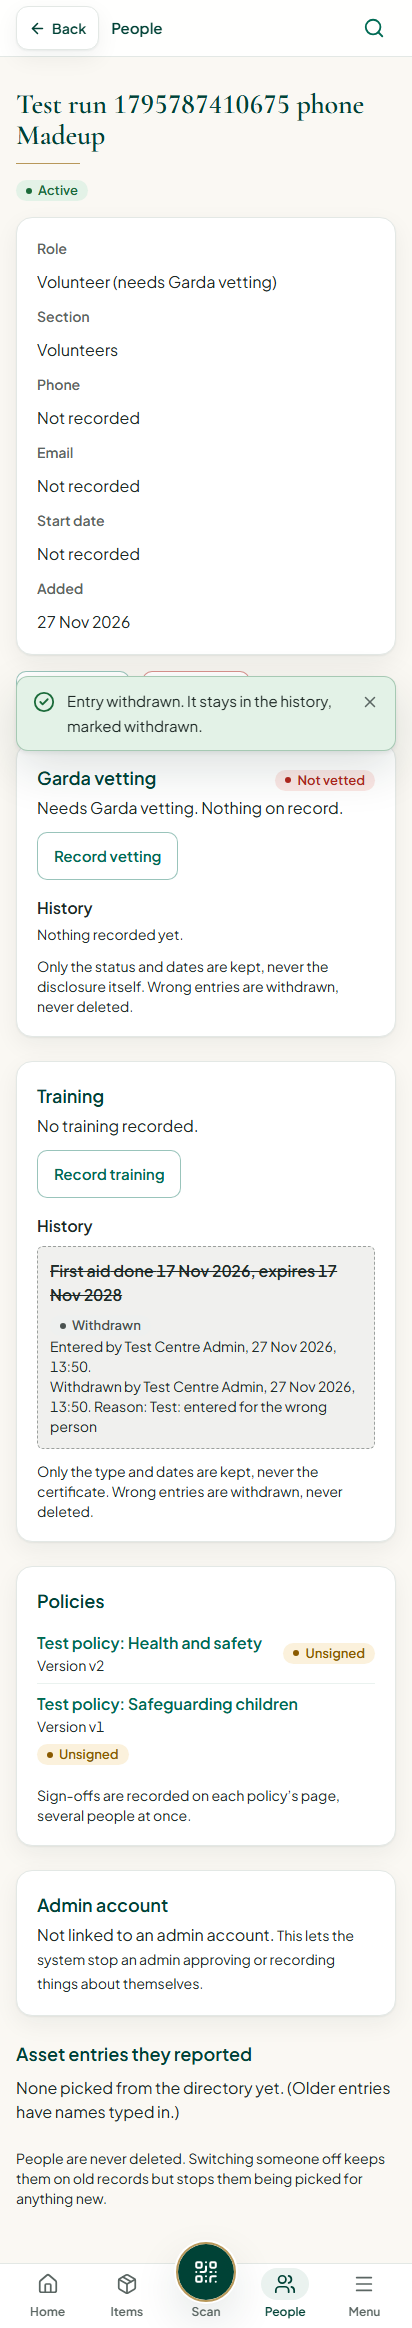 Back
People
Test run 1795787410675 phone
Madeup
Active
Role
Volunteer (needs Garda vetting)
Section
Volunteers
Phone
Not recorded
Email
Not recorded
Start date
Not recorded
Added
27 Nov 2026
Entry withdrawn. It stays in the history,
marked withdrawn.
Garda vetting
Not vetted
Needs Garda vetting. Nothing on record.
Record vetting
History
Nothing recorded yet.
Only the status and dates are kept, never the
disclosure itself. Wrong entries are withdrawn,
never deleted.
Training
No training recorded.
Record training
History
First aid done 17 Nov 2026, expires 17
Nov 2028
Withdrawn
Entered by Test Centre Admin, 27 Nov 2026,
13:50.
Withdrawn by Test Centre Admin, 27 Nov 2026,
13:50. Reason: Test: entered for the wrong
person
Only the type and dates are kept, never the
certificate. Wrong entries are withdrawn, never
deleted.
Policies
Test policy: Health and safety
Version v2
Unsigned
Test policy: Safeguarding children
Version v1
Unsigned
Sign-offs are recorded on each policy's page,
several people at once.
Admin account
Not linked to an admin account. This lets the
system stop an admin approving or recording
things about themselves.
Asset entries they reported
None picked from the directory yet. (Older entries
have names typed in.)
People are never deleted. Switching someone off keeps
them on old records but stops them being picked for
anything new.
Home
Items
Scan
People
Menu